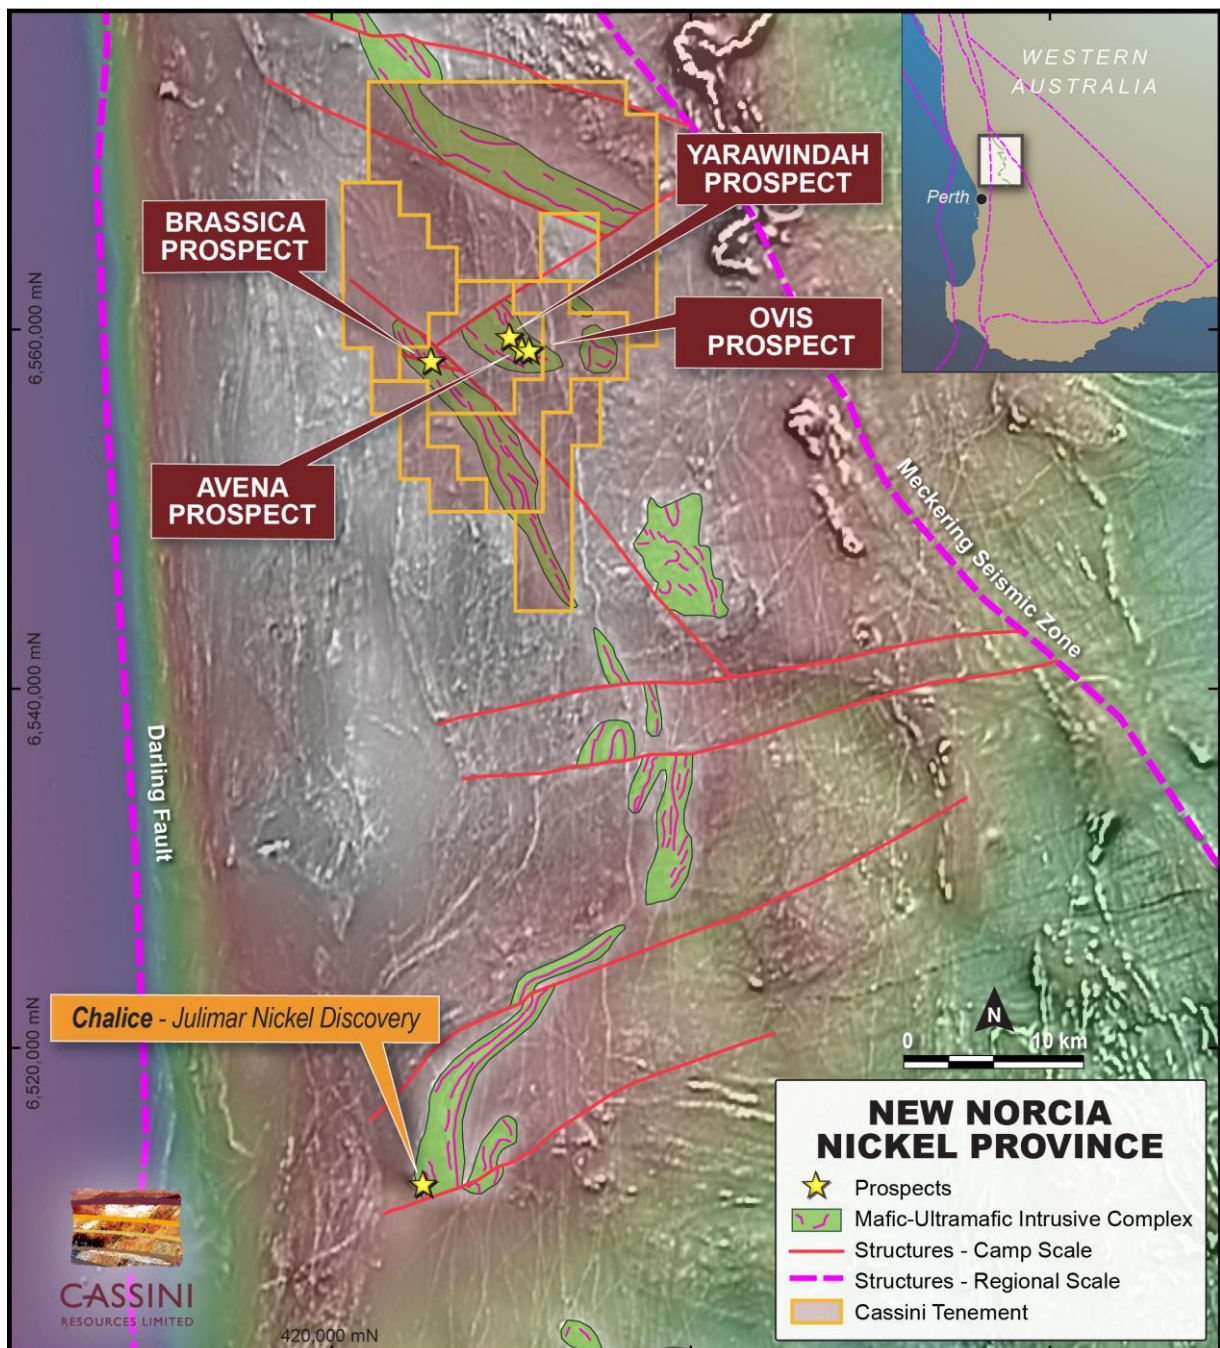 WESTERN
AUSTRALIA
Perth
YARAWINDAH
PROSPECT
BRASSICA
PROSPECT
OVIS
PROSPECT
AVENA
PROSPECT
6,560,000 mN
Meckering Seismic Zone
6,540,000 mN
Darling Fault
Chalice - Julimar Nickel Discovery
6,520,000 mN
N
0 10 km
NEW NORCIA
NICKEL PROVINCE
Prospects
Mafic-Ultramafic Intrusive Complex
Structures - Camp Scale
Structures - Regional Scale
Cassini Tenement
CASSINI
RESOURCES LIMITED
420,000 mN